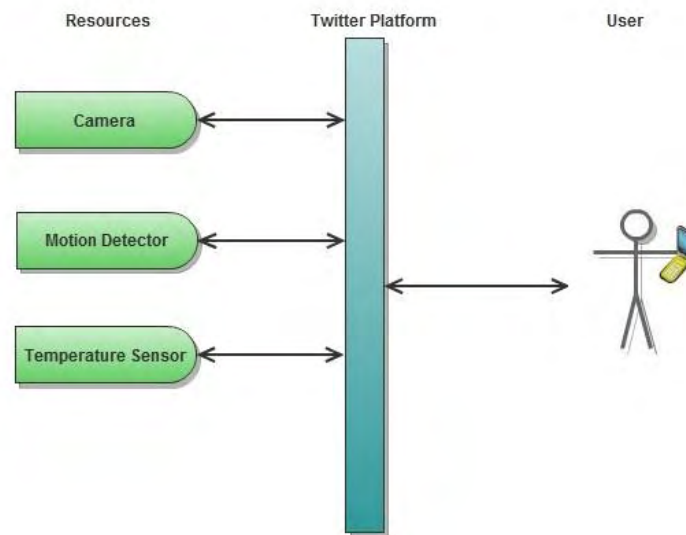 Resources Twitter Platform User
Camera
Motion Detector
Temperature Sensor